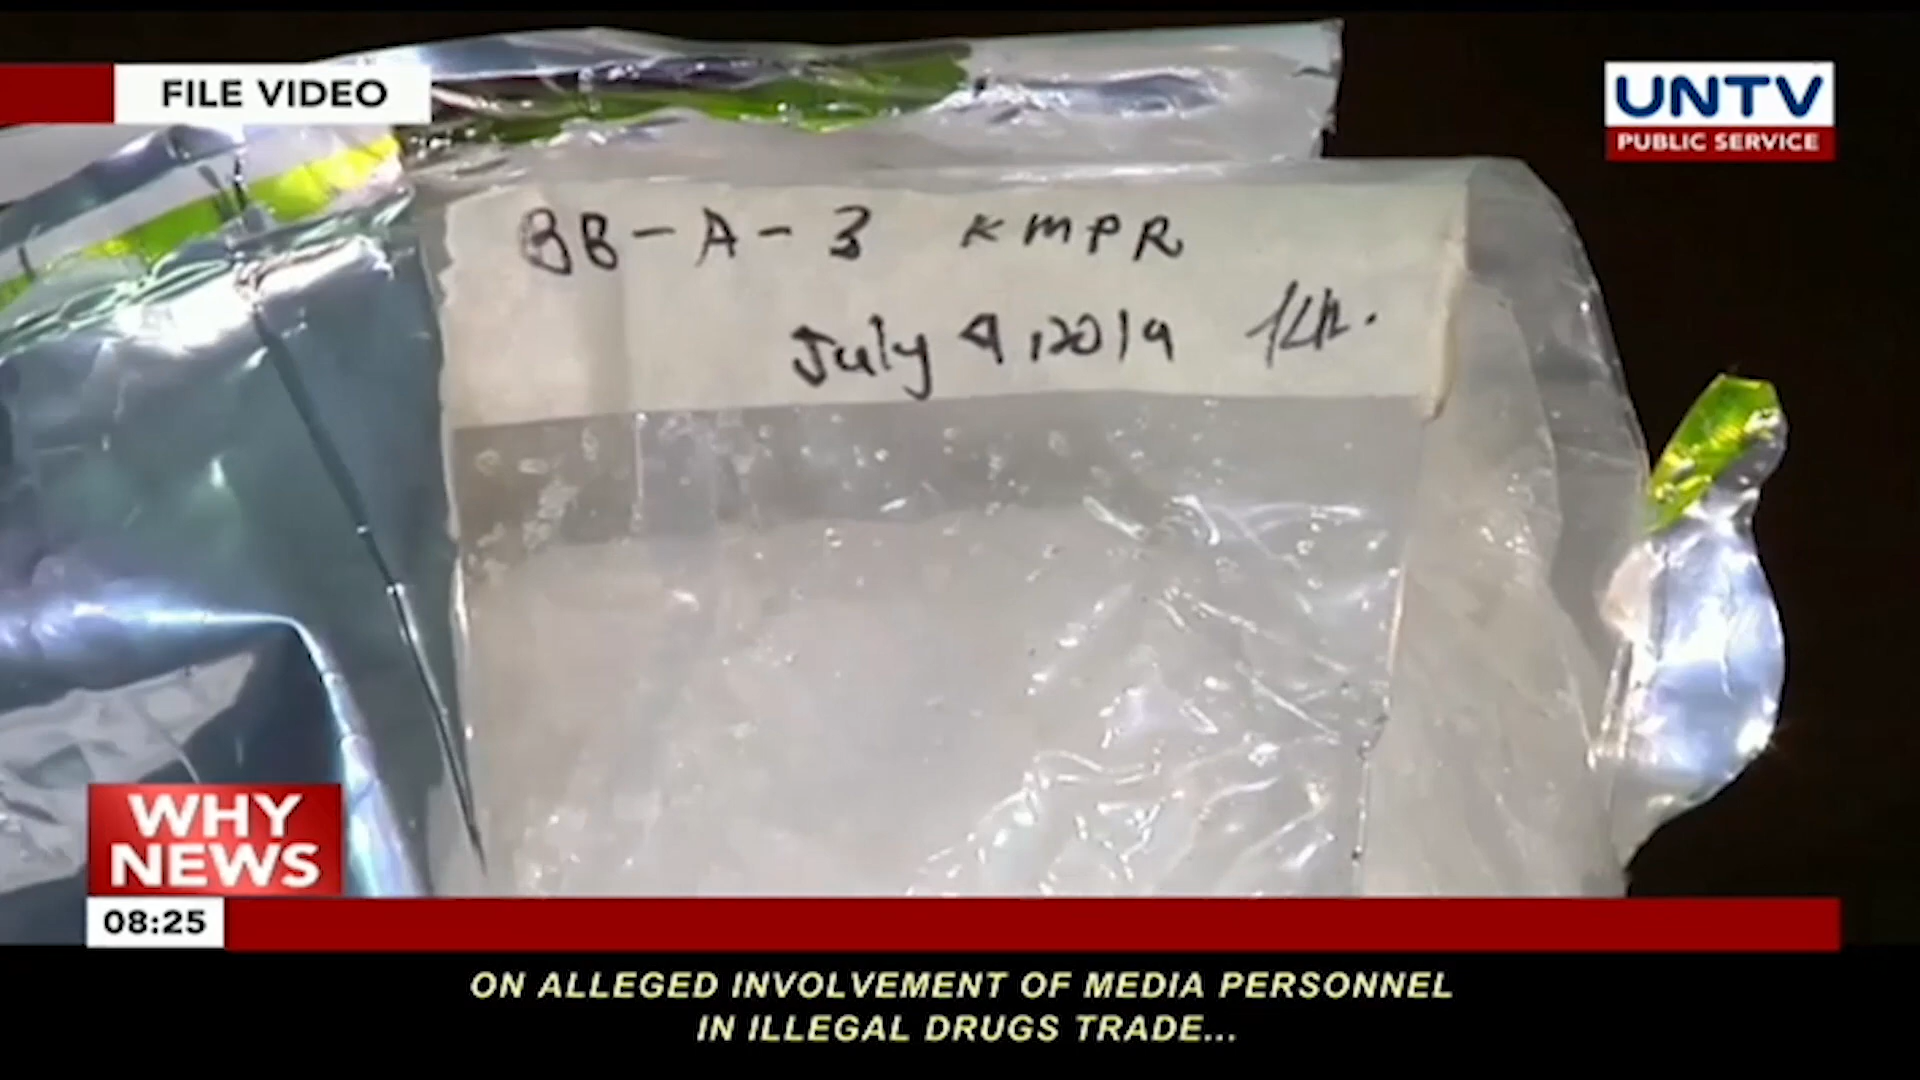 FILE VIDEO
UNTV
PUBLIC SERVICE
BB-A-3 KMPR
July 9, 2019
WHY
NEWS
08:25
ON ALLEGED INVOLVEMENT OF MEDIA PERSONNEL
IN ILLEGAL DRUGS TRADE...